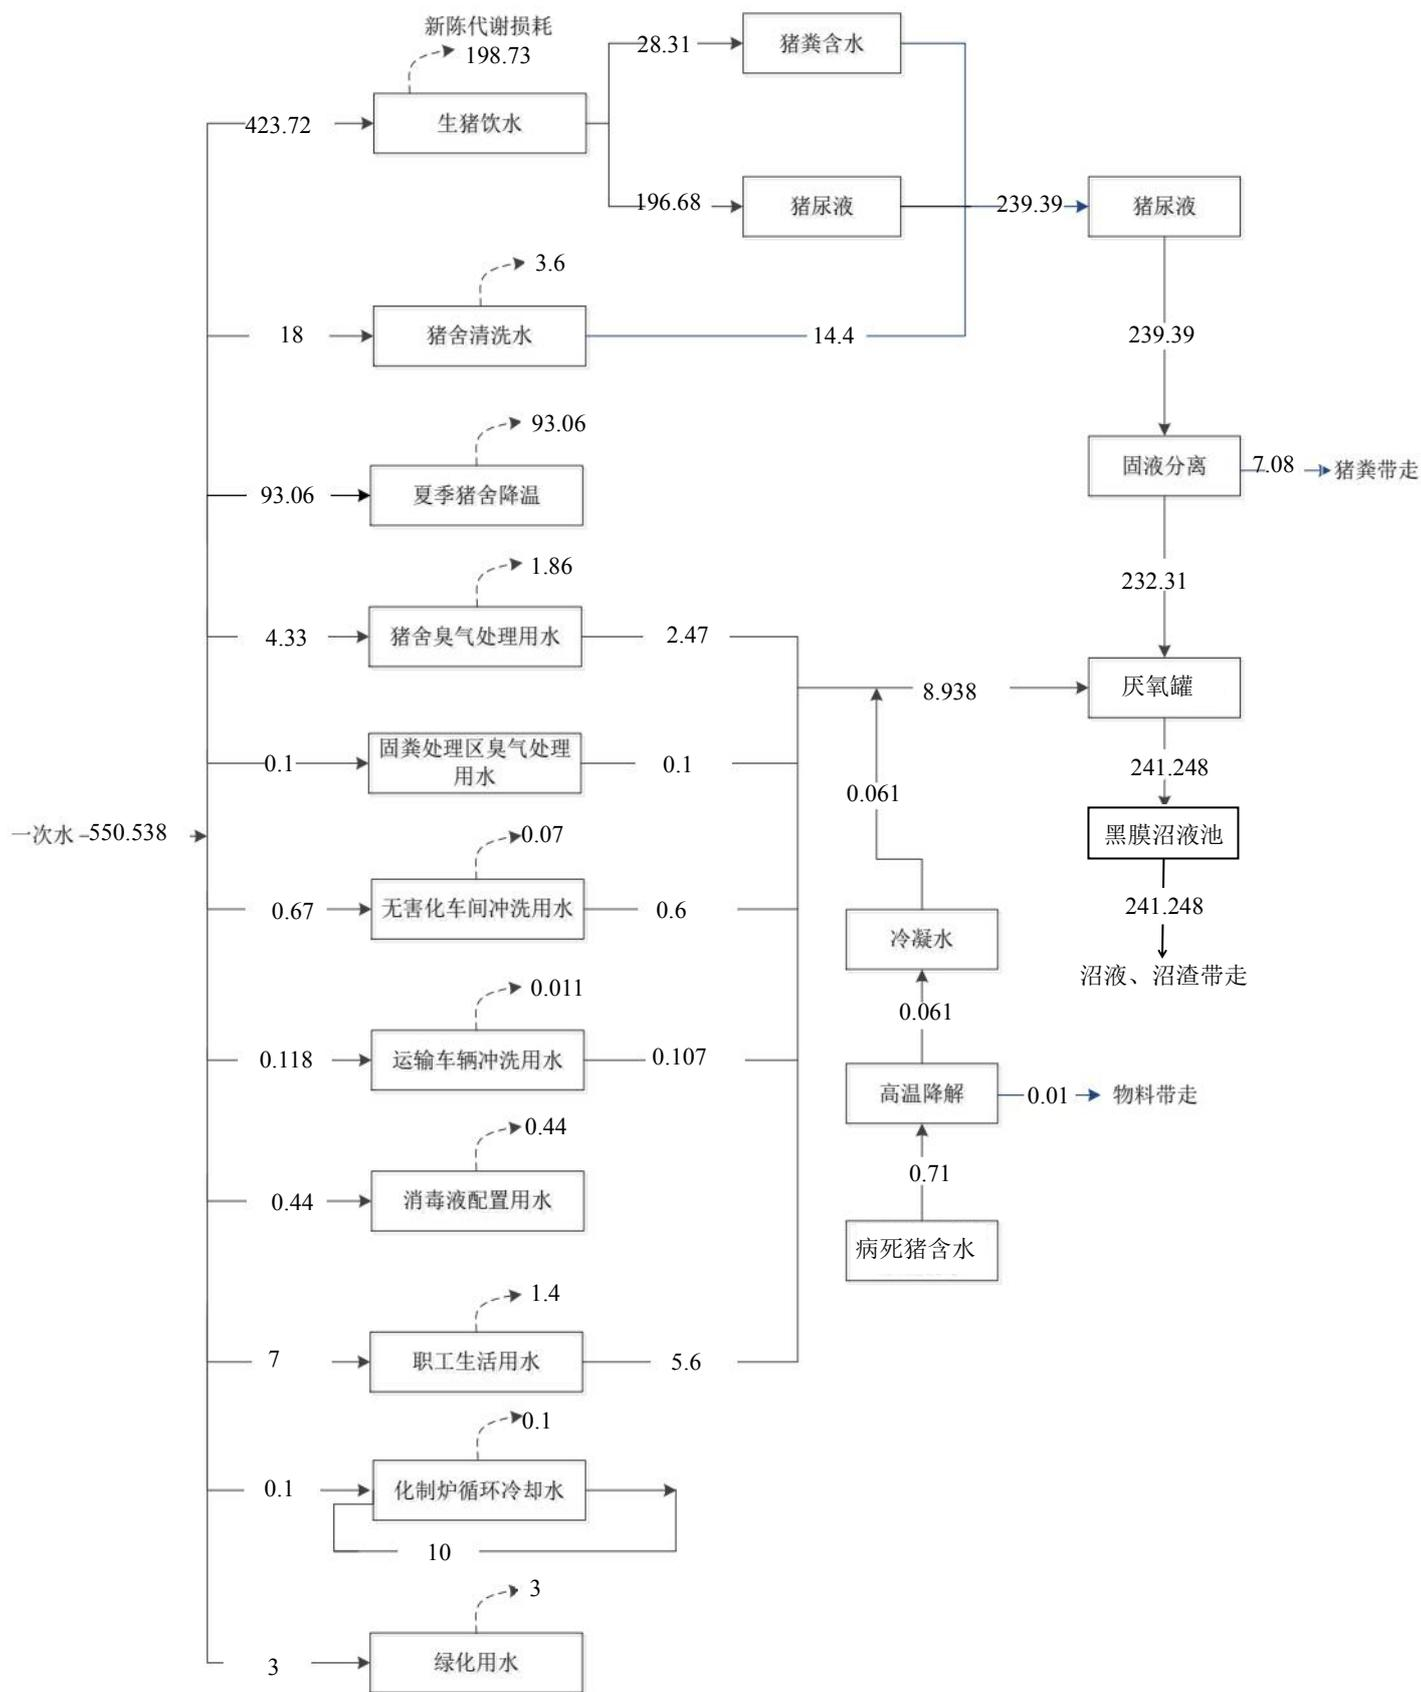 新陈代谢损耗
198.73
28.31
猪粪含水
423.72
生猪饮水
196.68
猪尿液
239.39
猪尿液
3.6
18
猪舍清洗水
14.4
239.39
93.06
93.06
夏季猪舍降温
固液分离
7.08
猪粪带走
1.86
232.31
4.33
猪舍臭气处理用水
2.47
8.938
厌氧罐
0.1
固粪处理区臭气处理
用水
0.1
0.061
241.248
一次水
550.538
0.07
黑膜沼液池
0.67
无害化车间冲洗用水
0.6
241.248
冷凝水
沼液、沼渣带走
0.011
0.061
0.118
运输车辆冲洗用水
0.107
高温降解
0.01
物料带走
0.44
0.71
0.44
消毒液配置用水
病死猪含水
1.4
7
职工生活用水
5.6
0.1
0.1
化制炉循环冷却水
10
3
3
绿化用水